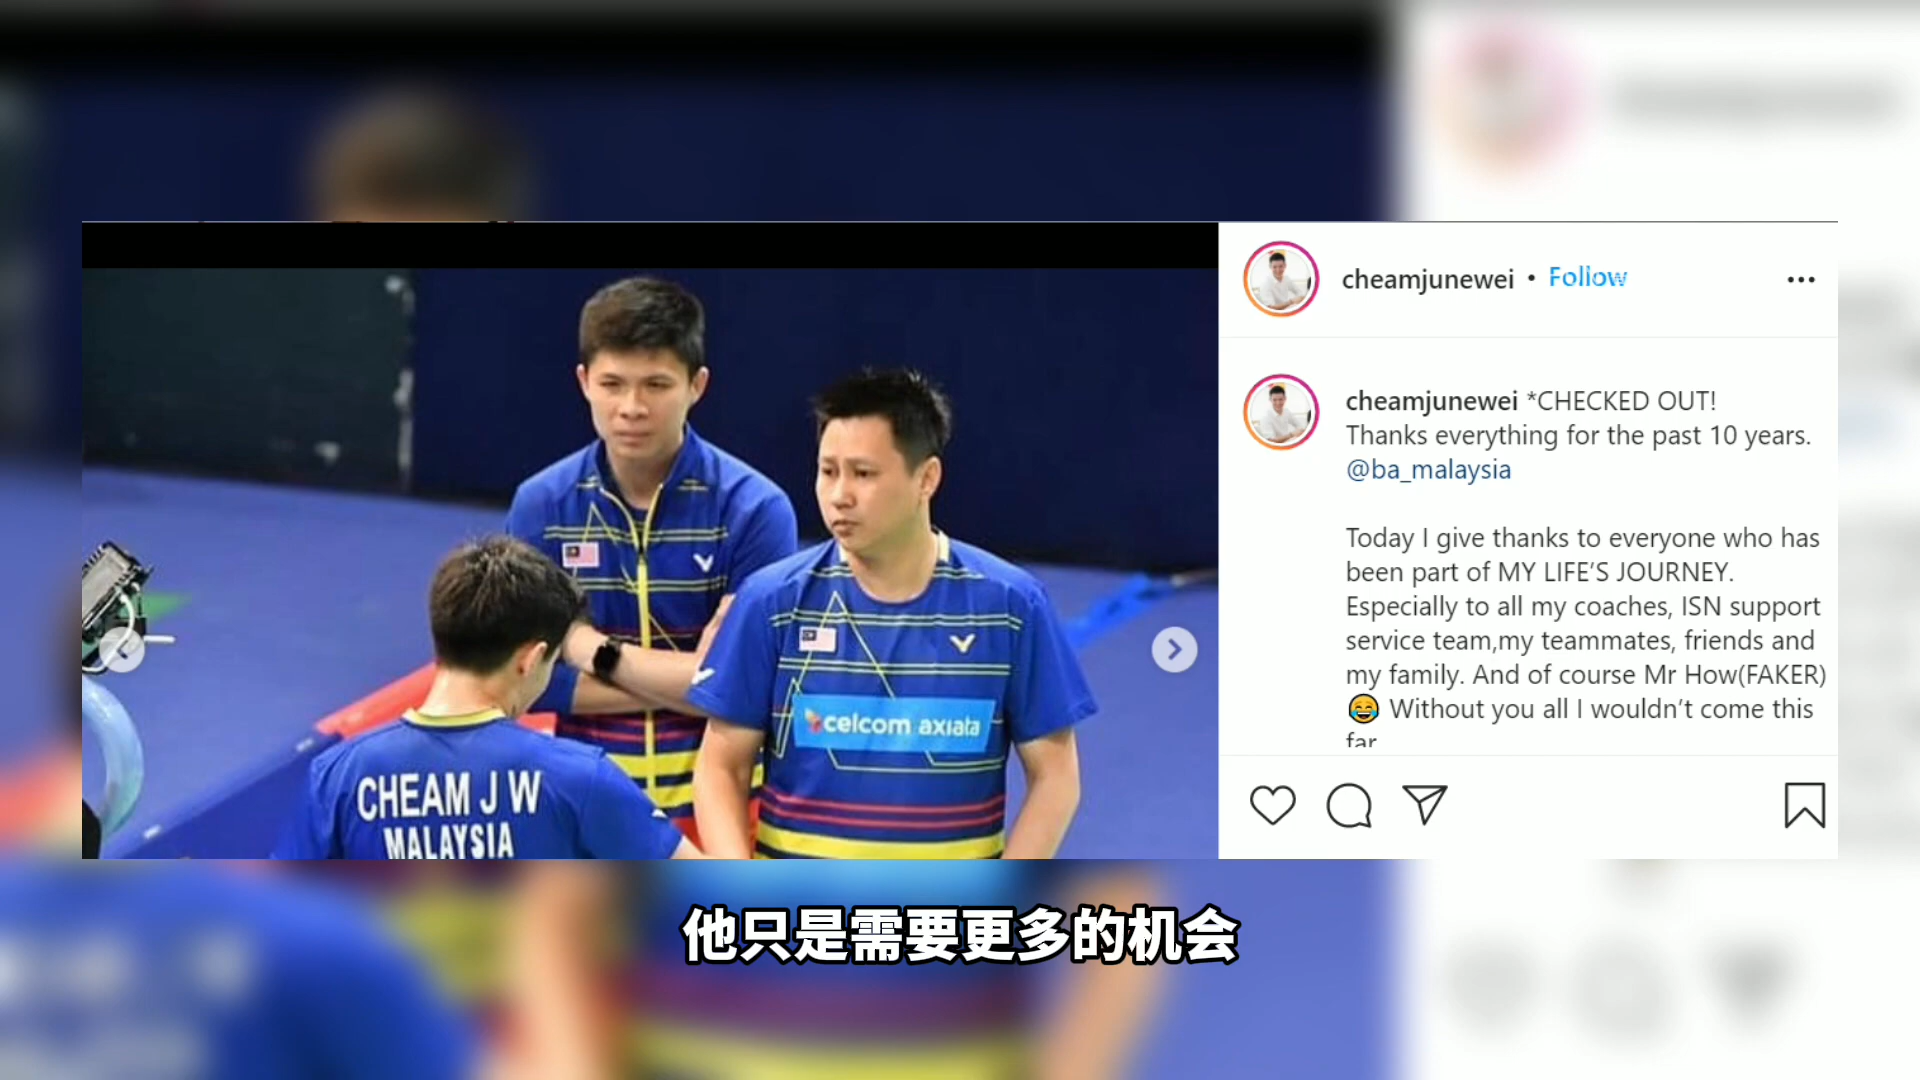 cheamjunewei • Follow
cheamjunewei *CHECKED OUT!
Thanks everything for the past 10 years.
@ba_malaysia
Today I give thanks to everyone who has
been part of MY LIFE’S JOURNEY.
Especially to all my coaches, ISN support
service team,my teammates, friends and
my family. And of course Mr How(FAKER)
😂 Without you all I wouldn’t come this
far
celcom axiata
CHEAM J W
MALAYSIA
他只是需要更多的机会